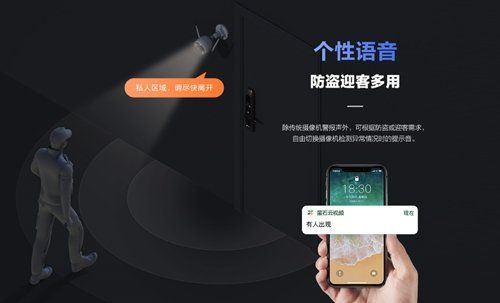 个性语音
防盗迎客多用
私人区域，请尽快离开
除传统摄像机警报声外，可根据防盗或迎客需求，
自由切换摄像机检测异常情况时的提示音。
18:30
萤石云视频 现在
有人出现